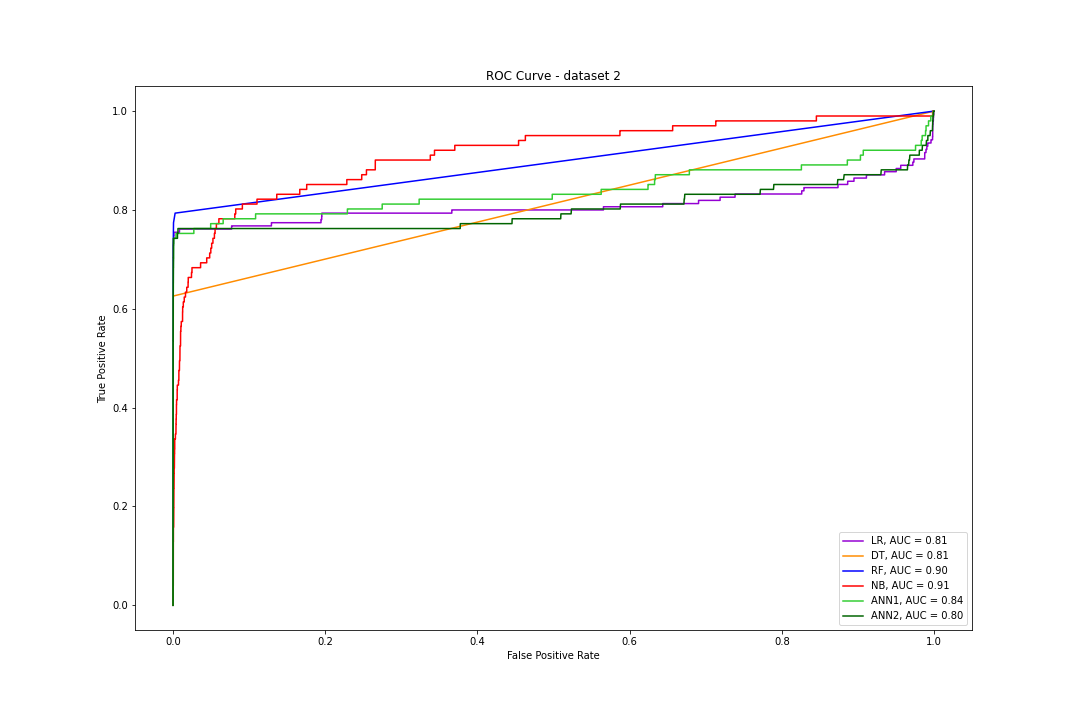 ROC Curve - dataset 2
1.0
0.8
0.6
0.4
0.2
0.0
True Positive Rate
0.0 0.2 0.4 0.6 0.8 1.0
False Positive Rate
LR, AUC = 0.81
DT, AUC = 0.81
RF, AUC = 0.90
NB, AUC = 0.91
ANN1, AUC = 0.84
ANN2, AUC = 0.80